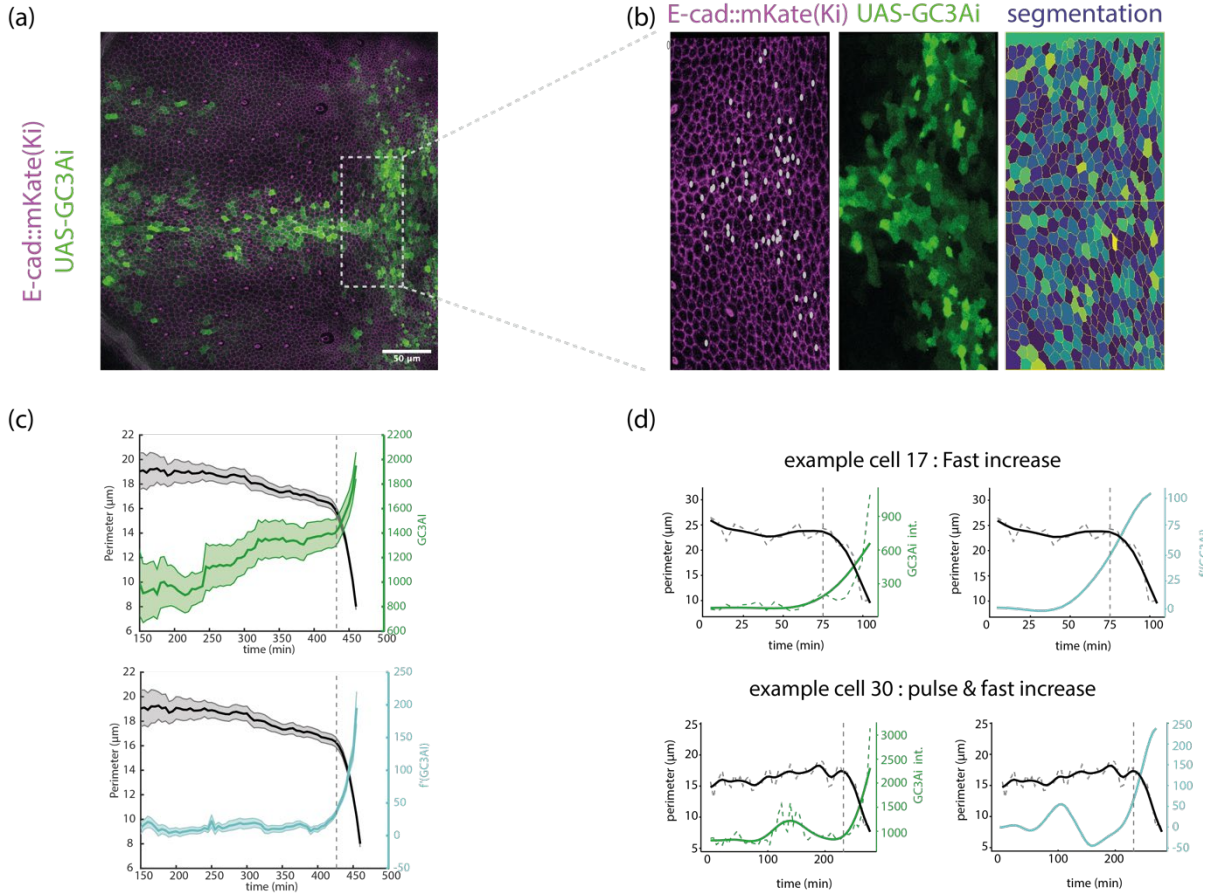 (a)
E-cad::mKate(Ki)
UAS-GC3Ai
50 µm
(b)
E-cad::mKate(Ki) UAS-GC3Ai segmentation
(c)
22
20
18
16
14
12
10
8
6
Perimeter (µm)
2200
2000
1800
1600
1400
1200
1000
800
600
GC3AI
150 200 250 300 350 400 450 500
time (min)
22
20
18
16
14
12
10
8
6
Perimeter (µm)
250
200
150
100
50
0
-50
f'(GC3AI)
150 200 250 300 350 400 450 500
time (min)
(d)
example cell 17 : Fast increase
30
25
20
15
10
perimeter (µm)
900
600
300
GC3Ai int.
0 25 50 75 100
time (min)
30
25
20
15
10
perimeter (µm)
100
75
50
25
0
0 25 50 75 100
time (min)
example cell 30 : pulse & fast increase
25
20
15
10
5
perimeter (µm)
3000
2500
2000
1500
1000
GC3Ai int.
0 100 200
time (min)
25
20
15
10
5
perimeter (µm)
250
200
150
100
50
0
-50
0 100 200
time (min)